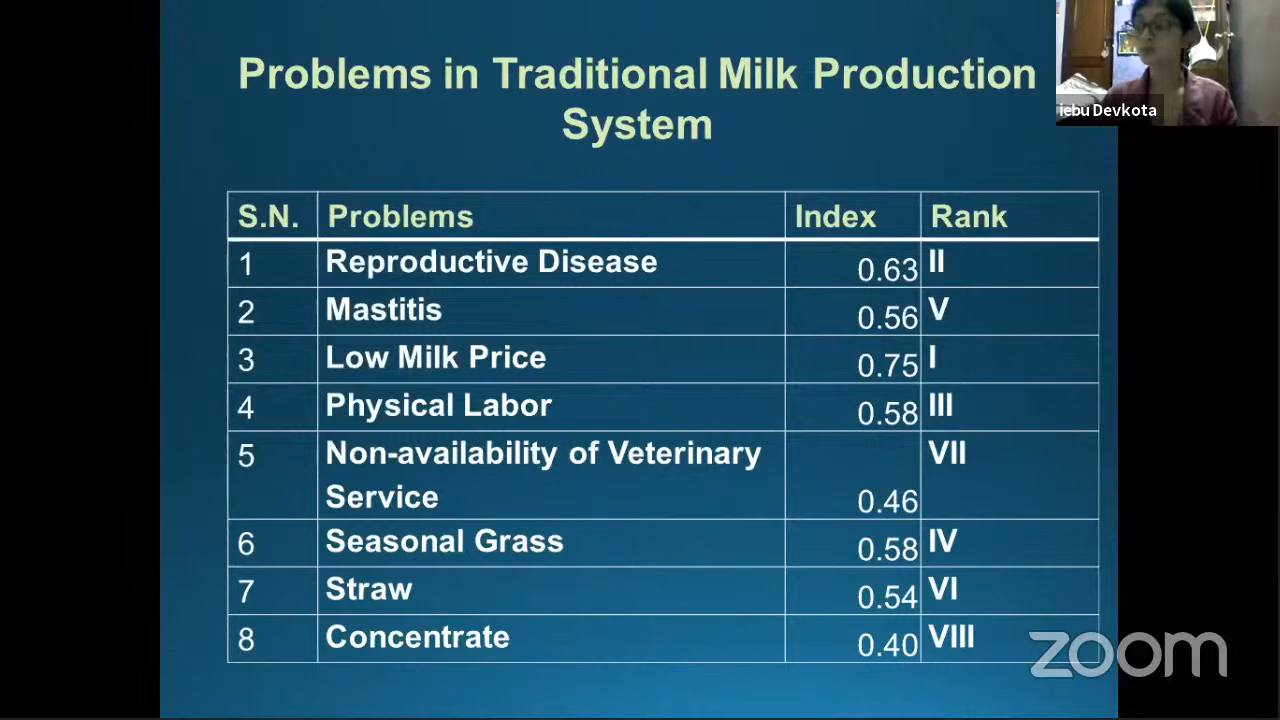 Problems in Traditional Milk Production
System
iebu Devkota
S.N. Problems Index Rank
1 Reproductive Disease 0.63 II
2 Mastitis 0.56 V
3 Low Milk Price 0.75 I
4 Physical Labor 0.58 III
5 Non-availability of Veterinary VII
Service 0.46
6 Seasonal Grass 0.58 IV
7 Straw 0.54 VI
8 Concentrate 0.40 VIII
zoom